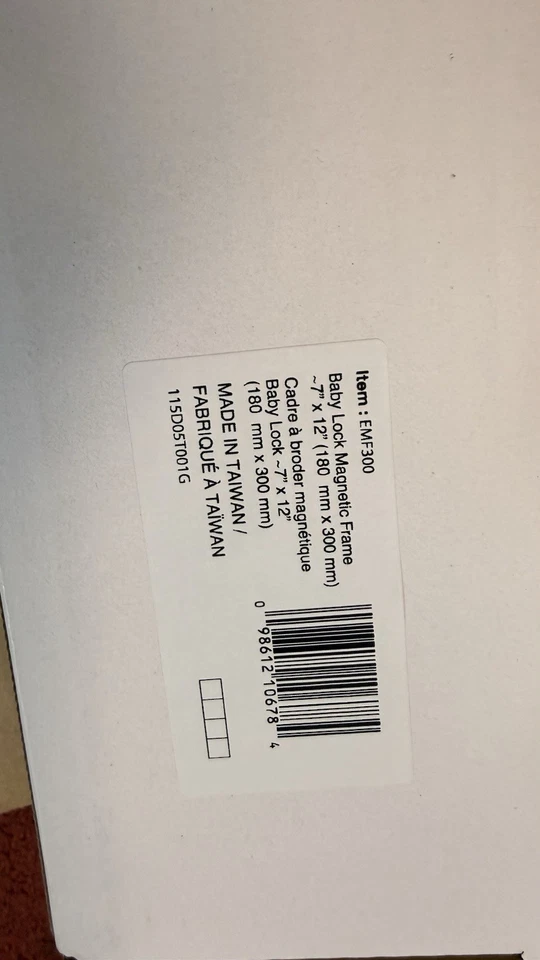 Item : EMF300
Baby Lock Magnetic Frame
~7" x 12" (180 mm x 300 mm)
Cadre à broder magnétique
Baby Lock ~7" x 12"
(180 mm x 300 mm)
MADE IN TAIWAN /
FABRIQUÉ À TAÏWAN
115D05T001G
0 98612 10678 4